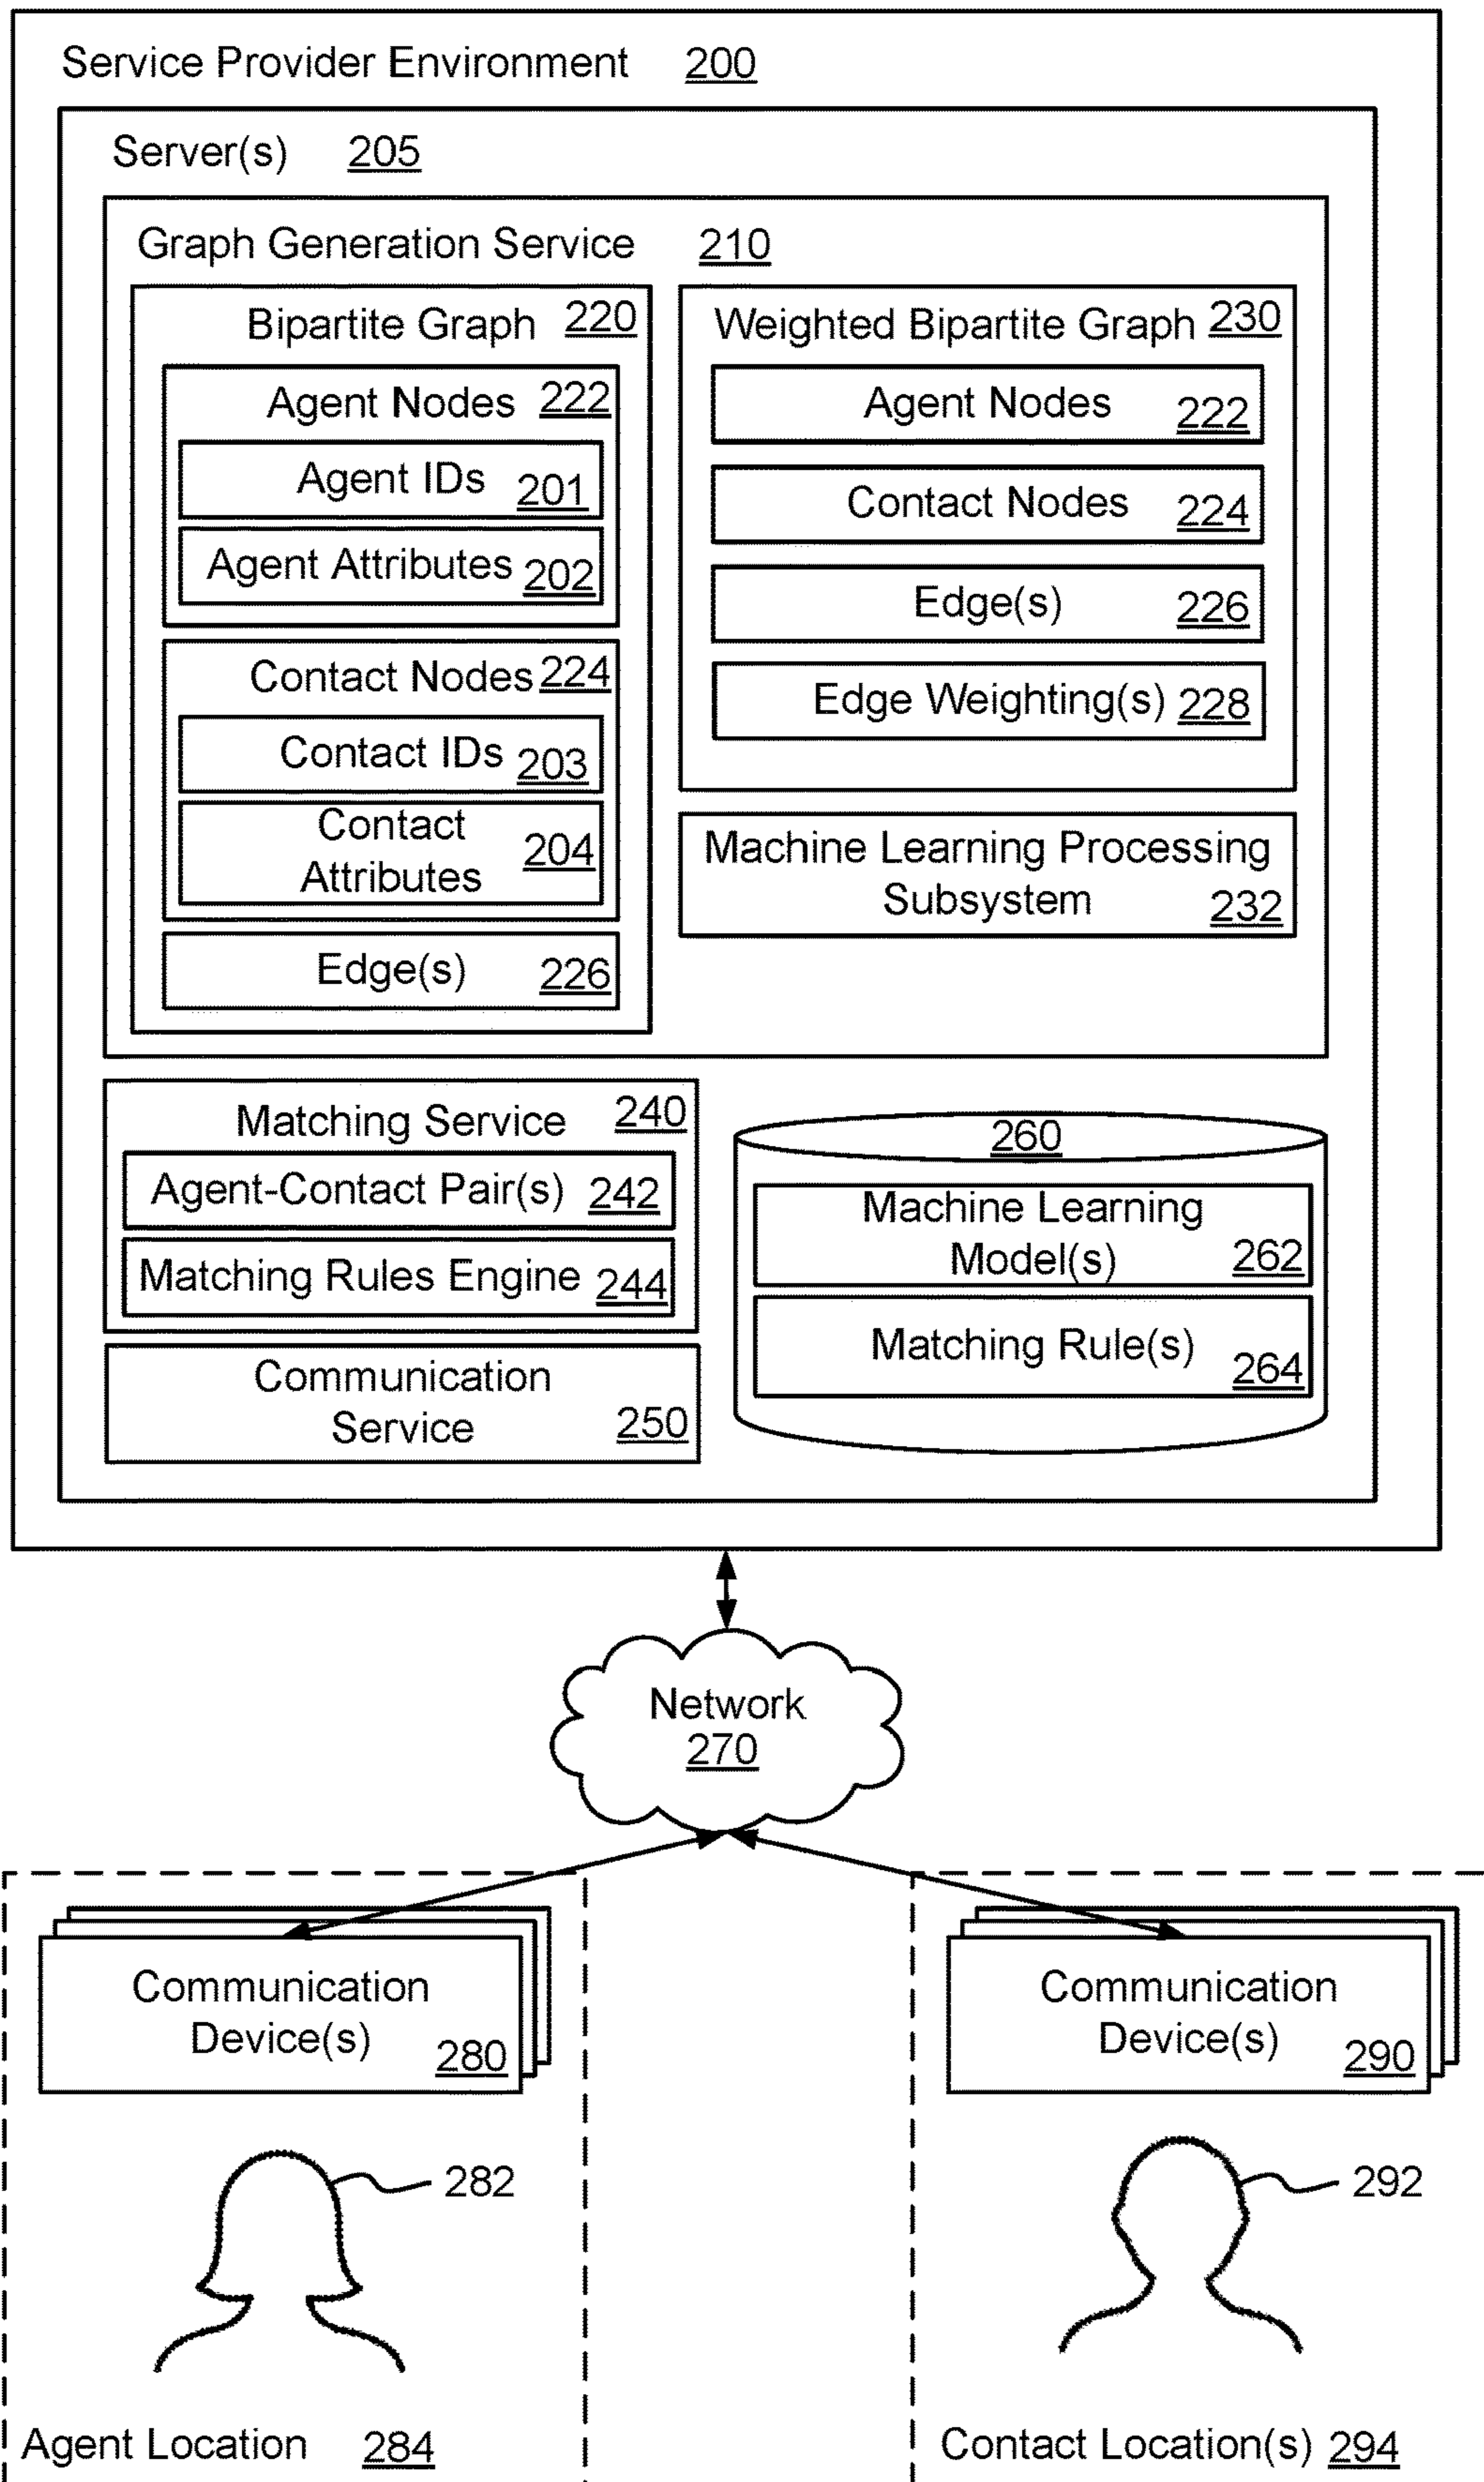 Service Provider Environment 200
Server(s) 205
Graph Generation Service 210
Bipartite Graph 220
Agent Nodes 222
Agent IDs 201
Agent Attributes 202
Contact Nodes 224
Contact IDs 203
Contact
Attributes 204
Edge(s) 226
Weighted Bipartite Graph 230
Agent Nodes 222
Contact Nodes 224
Edge(s) 226
Edge Weighting(s) 228
Machine Learning Processing
Subsystem 232
Matching Service 240
Agent-Contact Pair(s) 242
Matching Rules Engine 244
Communication
Service 250
260
Machine Learning
Model(s) 262
Matching Rule(s) 264
Network
270
Communication
Device(s) 280
282
Agent Location 284
Communication
Device(s) 290
292
Contact Location(s) 294